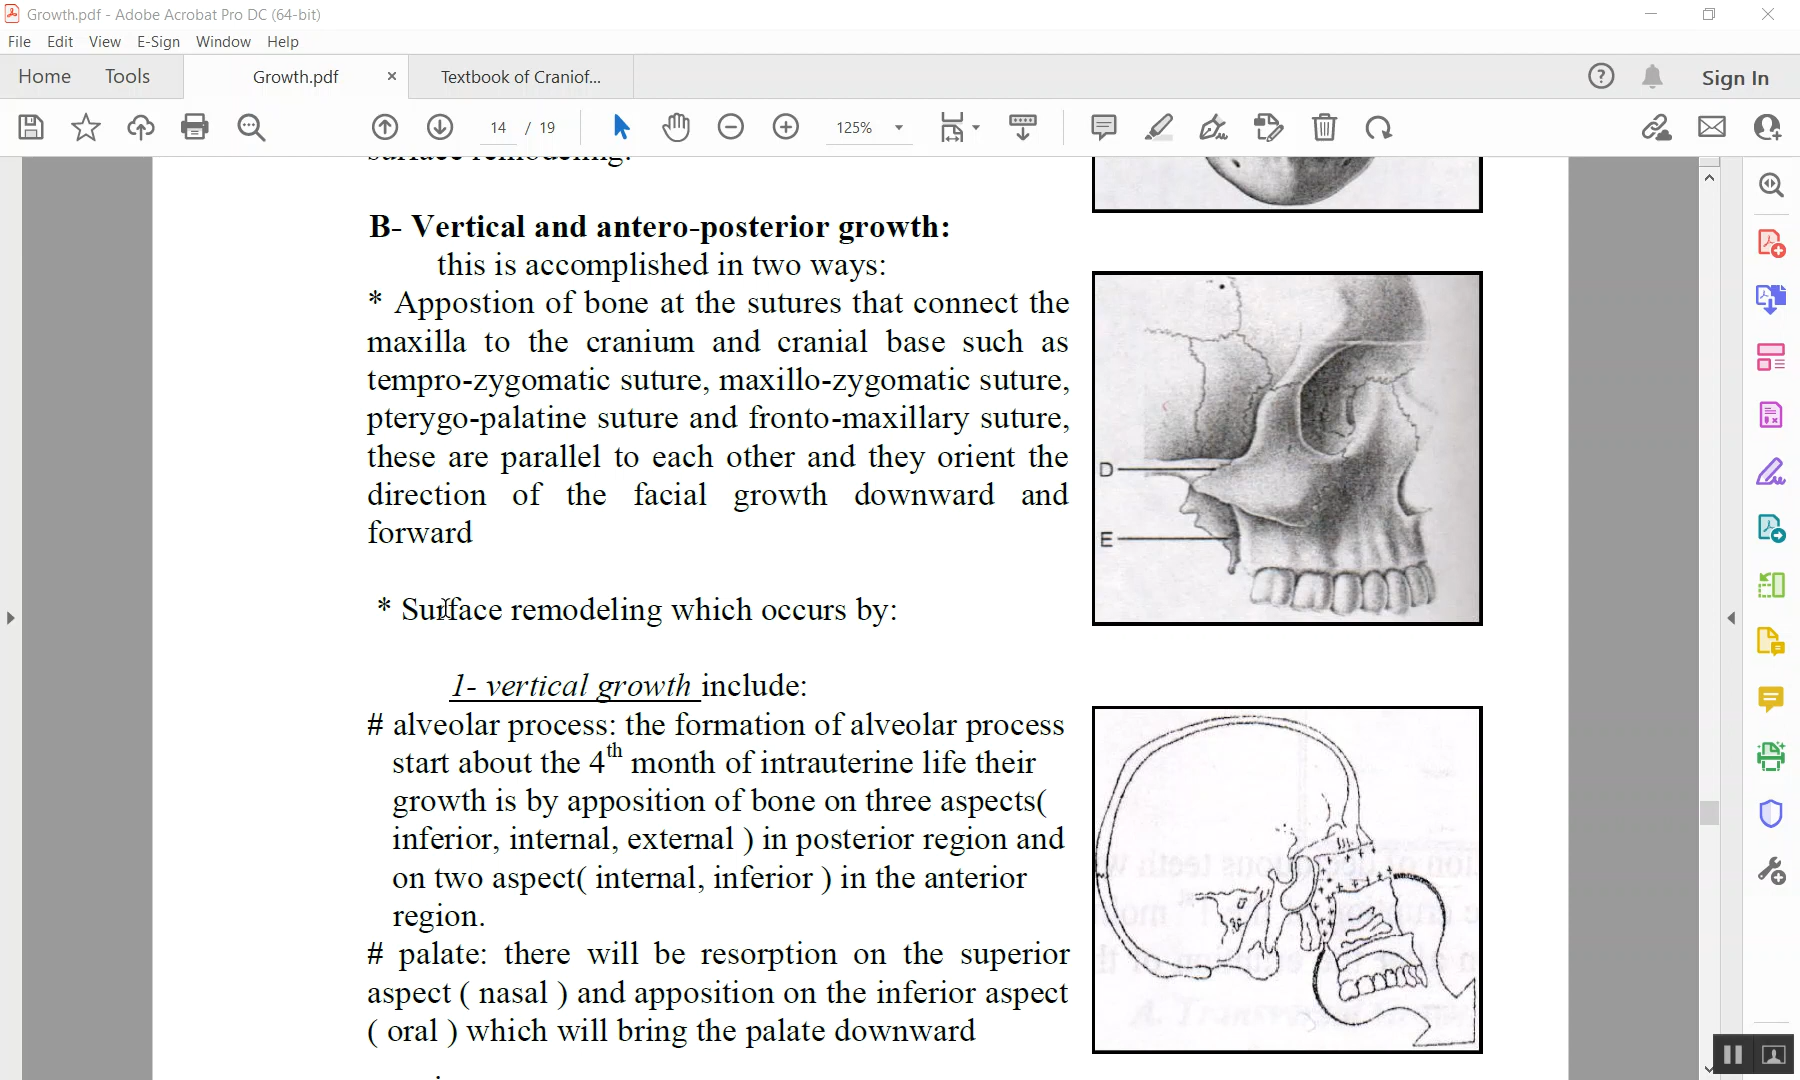 Growth.pdf - Adobe Acrobat Pro DC (64-bit)
File Edit View E-Sign Window Help
Home Tools Growth.pdf × Textbook of Craniof... Sign In
14 / 19 125%
surface remodeling.
B- Vertical and antero-posterior growth:
this is accomplished in two ways:
* Appostion of bone at the sutures that connect the
maxilla to the cranium and cranial base such as
tempro-zygomatic suture, maxillo-zygomatic suture,
pterygo-palatine suture and fronto-maxillary suture,
these are parallel to each other and they orient the
direction of the facial growth downward and
forward
* Surface remodeling which occurs by:
1- vertical growth include:
# alveolar process: the formation of alveolar process
start about the 4th month of intrauterine life their
growth is by apposition of bone on three aspects(
inferior, internal, external ) in posterior region and
on two aspect( internal, inferior ) in the anterior
region.
# palate: there will be resorption on the superior
aspect ( nasal ) and apposition on the inferior aspect
( oral ) which will bring the palate downward
D
E